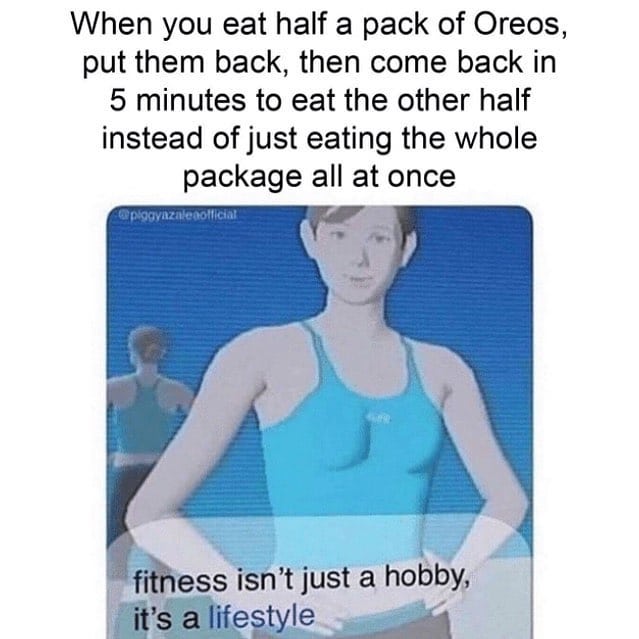 When you eat half a pack of Oreos,
put them back, then come back in
5 minutes to eat the other half
instead of just eating the whole
package all at once
@piggyazaleaofficial
fitness isn't just a hobby,
it's a lifestyle